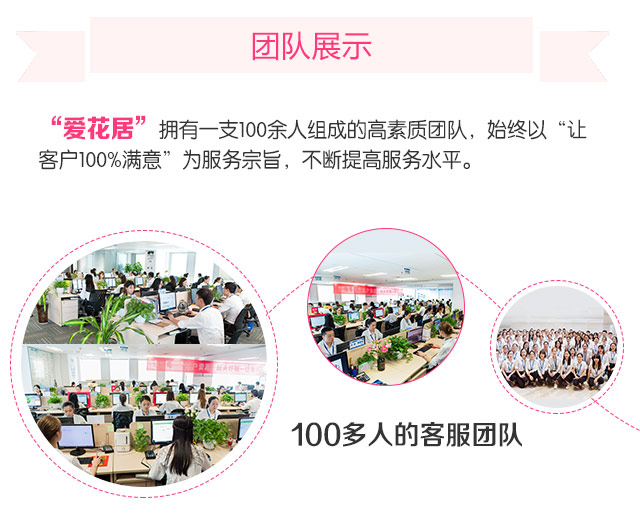 团队展示
“爱花居”拥有一支100余人组成的高素质团队，始终以“让
客户100%满意”为服务宗旨，不断提高服务水平。
100多人的客服团队